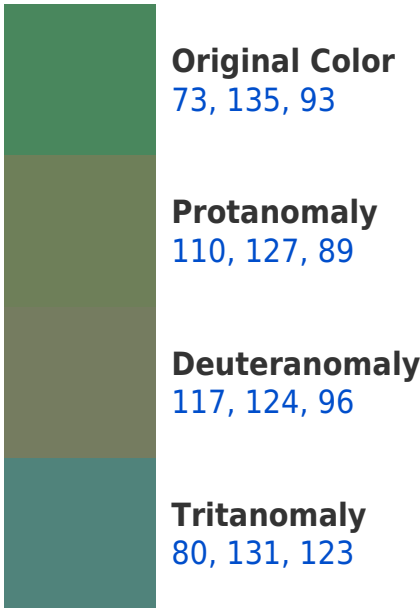 Original Color
73, 135, 93
Protanomaly
110, 127, 89
Deuteranomaly
117, 124, 96
Tritanomaly
80, 131, 123